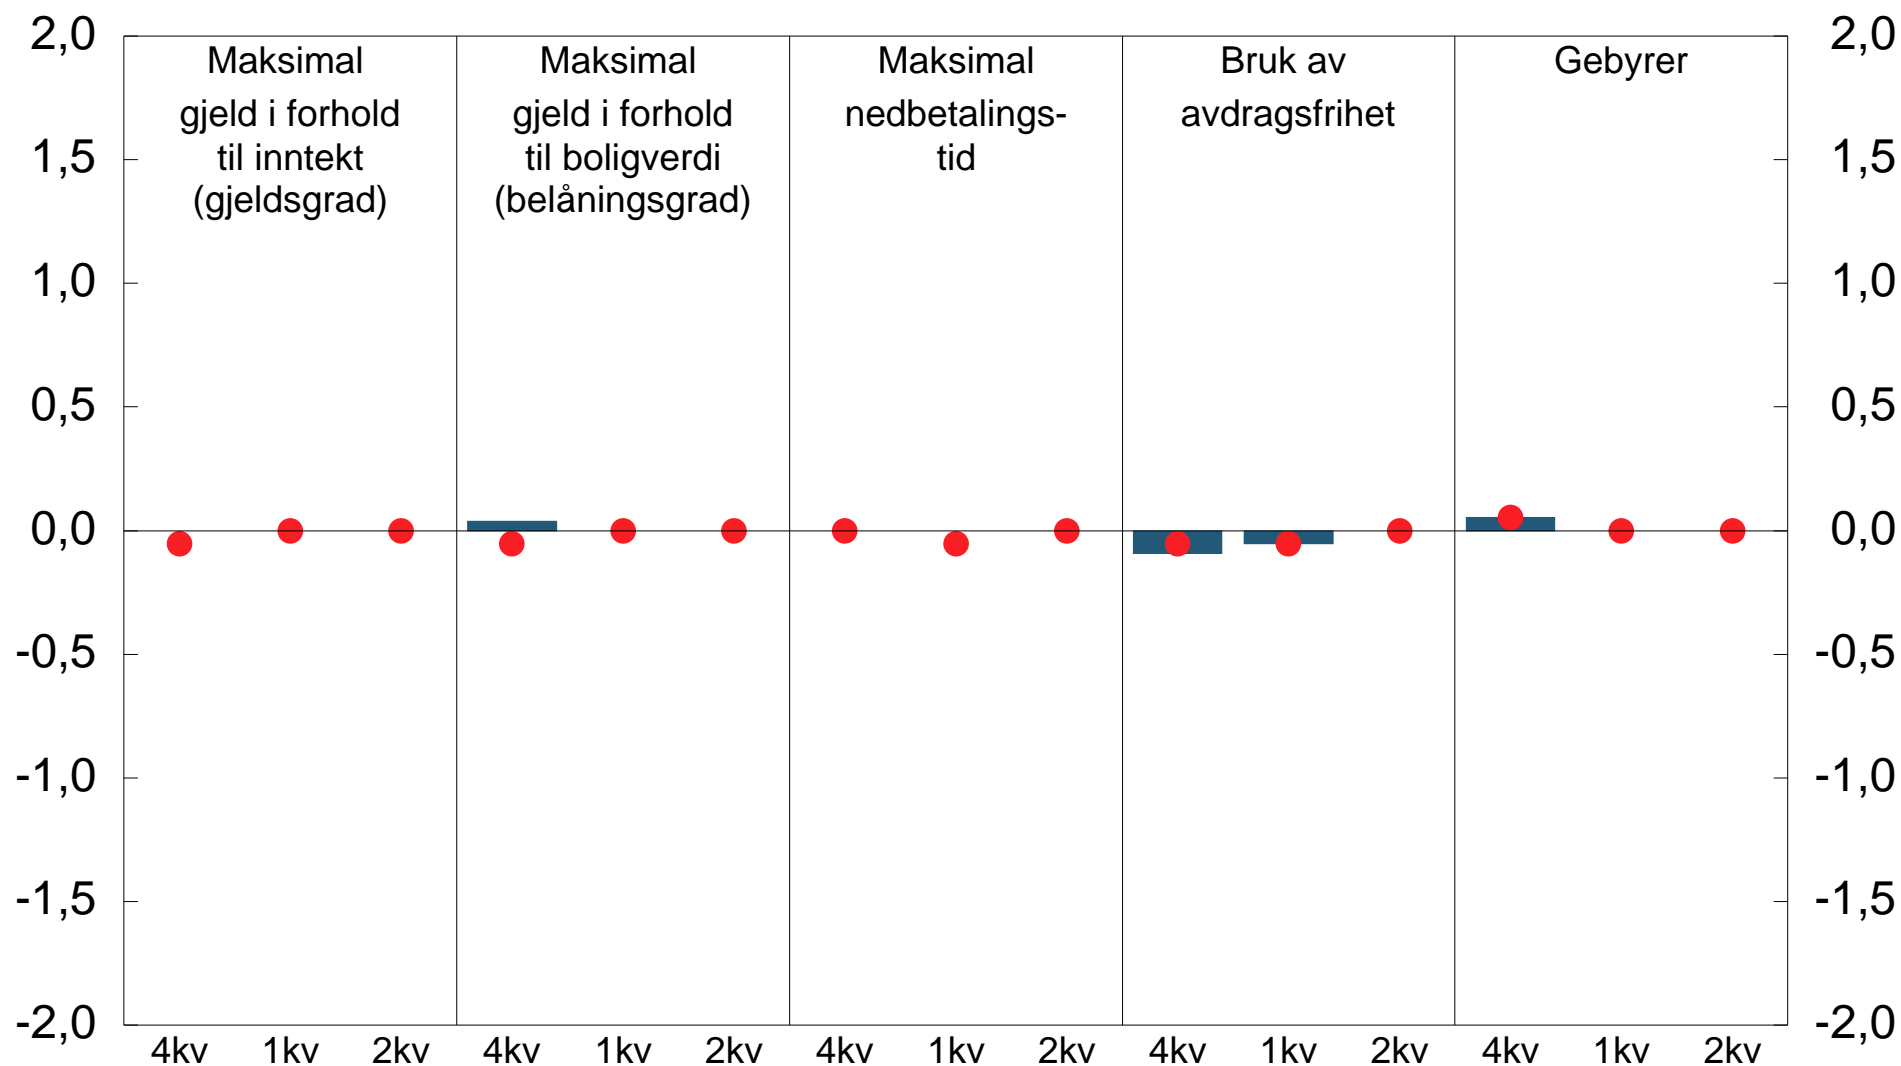 2,0
1,5
1,0
0,5
0,0
-0,5
-1,0
-1,5
-2,0
Maksimal
gjeld i forhold
til inntekt
(gjeldsgrad)
Maksimal
gjeld i forhold
til boligverdi
(belåningsgrad)
Maksimal
nedbetalings-
tid
Bruk av
avdragsfrihet
Gebyrer
2,0
1,5
1,0
0,5
0,0
-0,5
-1,0
-1,5
-2,0
4kv 1kv 2kv 4kv 1kv 2kv 4kv 1kv 2kv 4kv 1kv 2kv 4kv 1kv 2kv